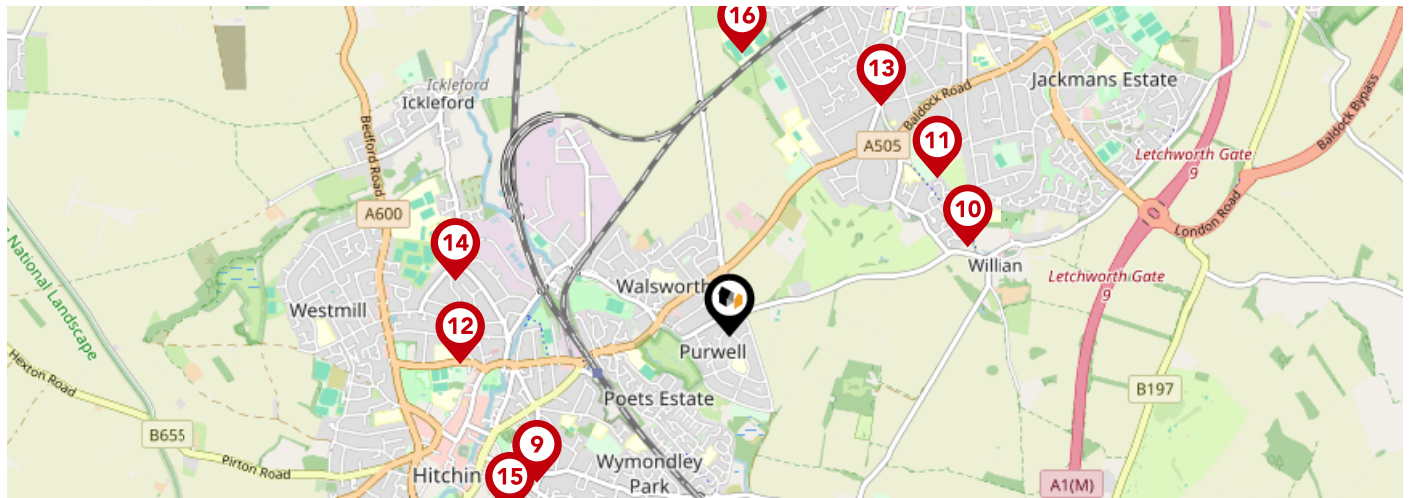 16
13
Jackmans Estate
Ickleford
Ickleford
Baldock Road
Baldock Bypass
Bedford Road
A505
11
Letchworth Gate
9
A600
10
London Road
14
Willian
National Landscape
Walsworth
Letchworth Gate
9
Westmill
12
Purwell
Hexton Road
B197
Poets Estate
B655
9
Pirton Road
Hitchin
15
Wymondley
Park
A1(M)